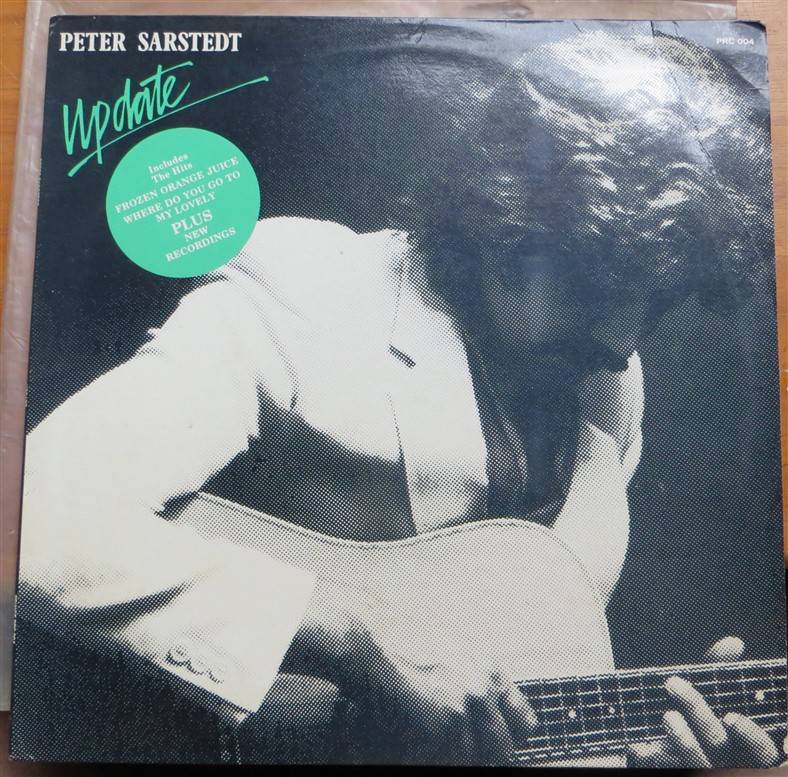 PETER SARSTEDT
PRC 004
Update
Includes
The Hits
FROZEN ORANGE JUICE
WHERE DO YOU GO TO
MY LOVELY
PLUS
NEW
RECORDINGS